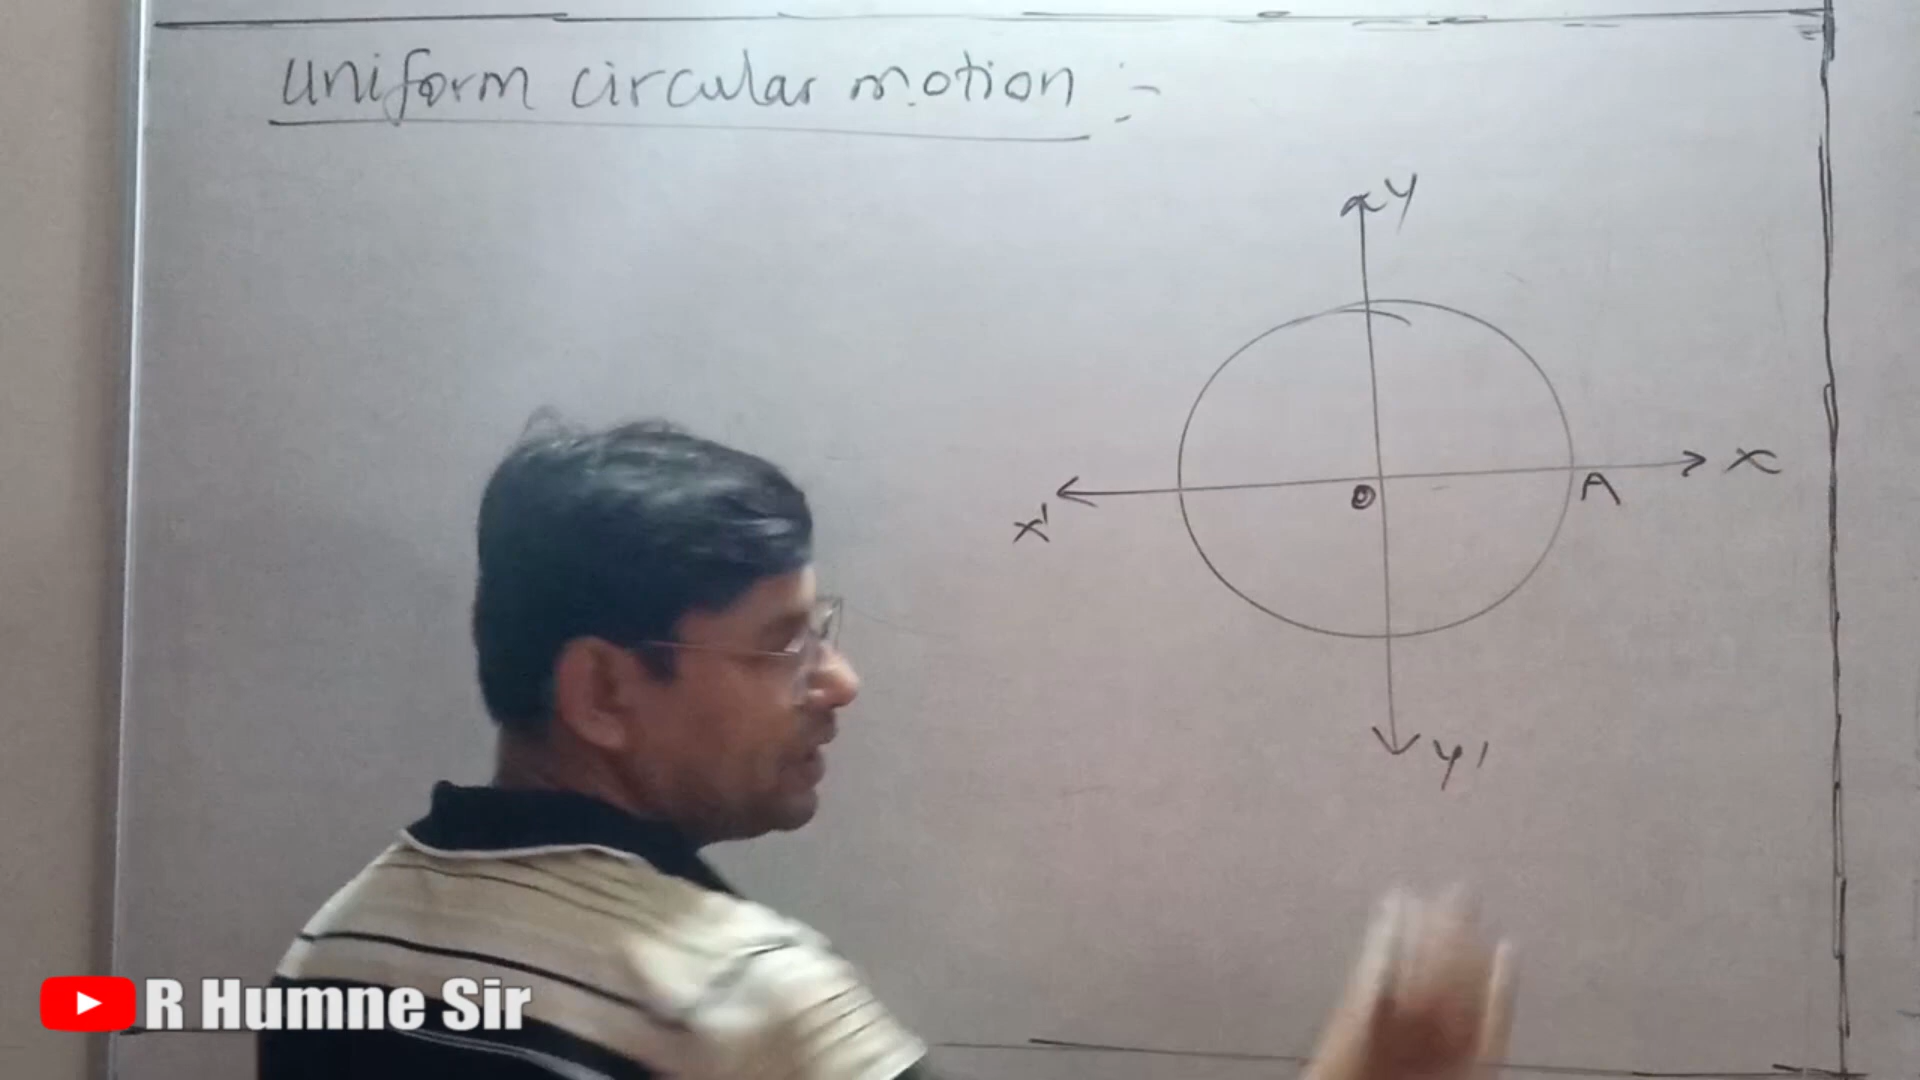 uniform circular motion :-
Y
X
A
O
X'
Y'
R Humne Sir